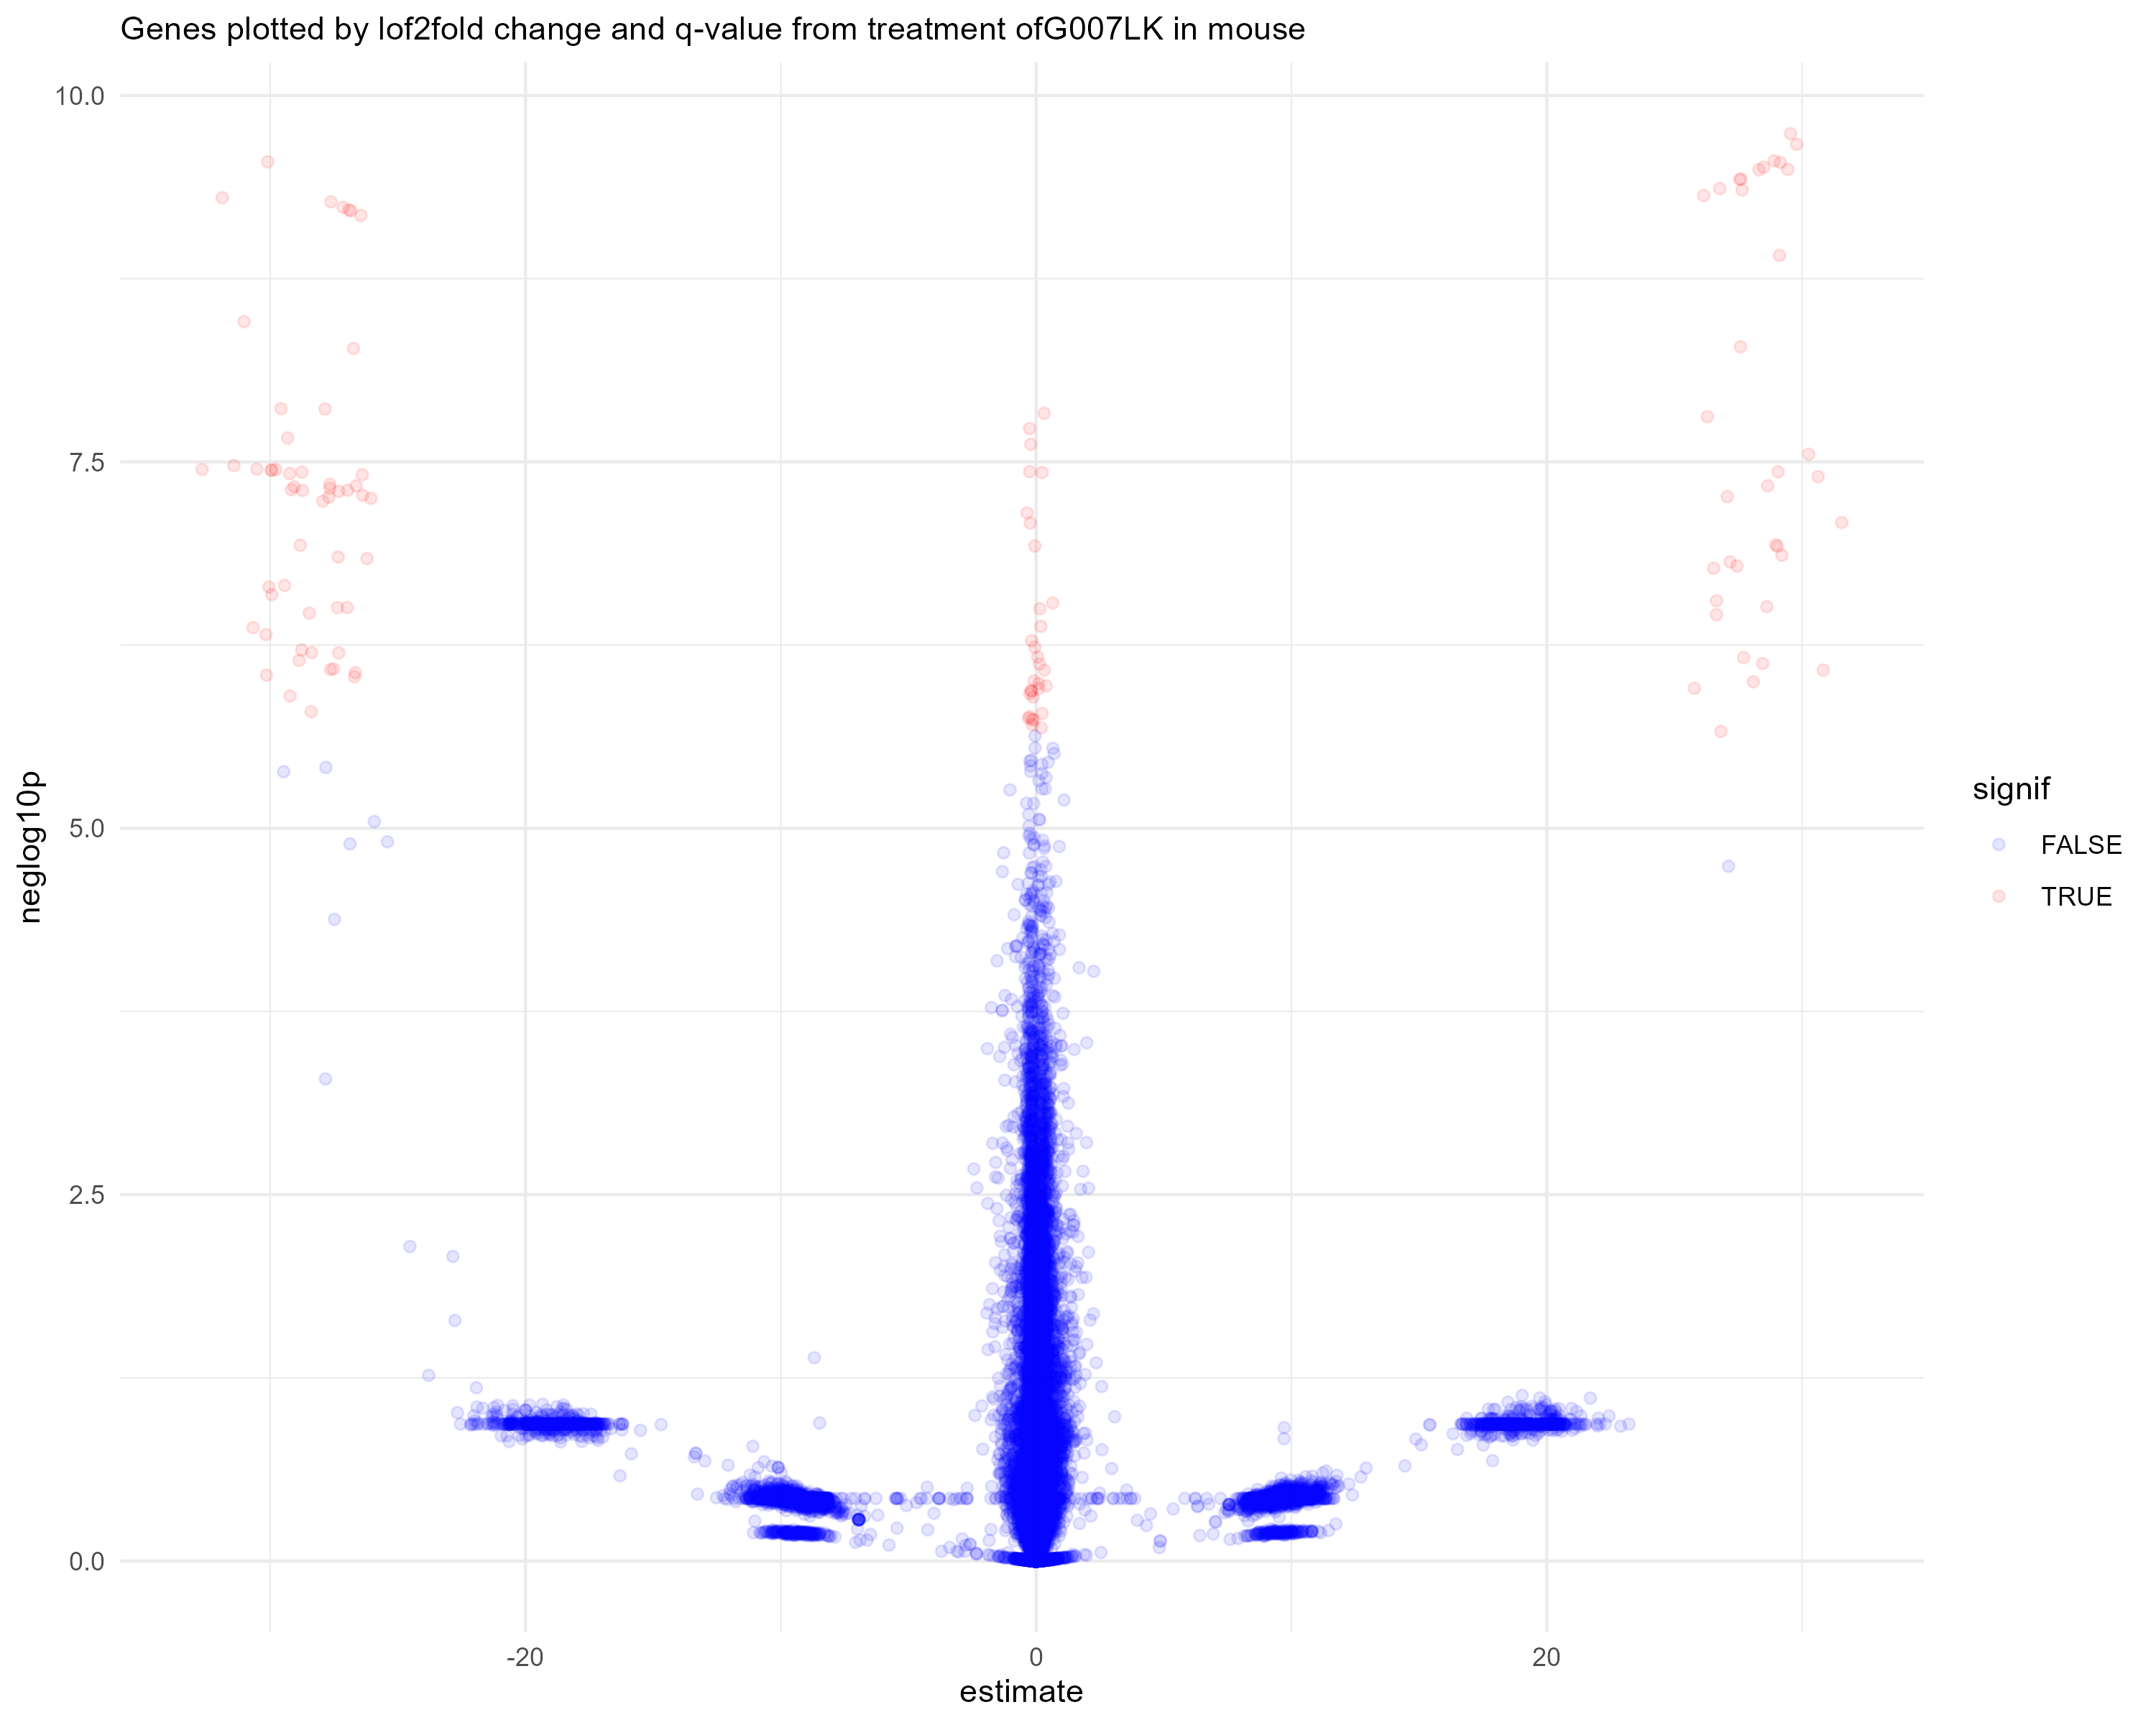 Genes plotted by lof2fold change and q-value from treatment ofG007LK in mouse
10.0
7.5
5.0
2.5
0.0
neglog10p
-20
0
20
estimate
signif
FALSE
TRUE